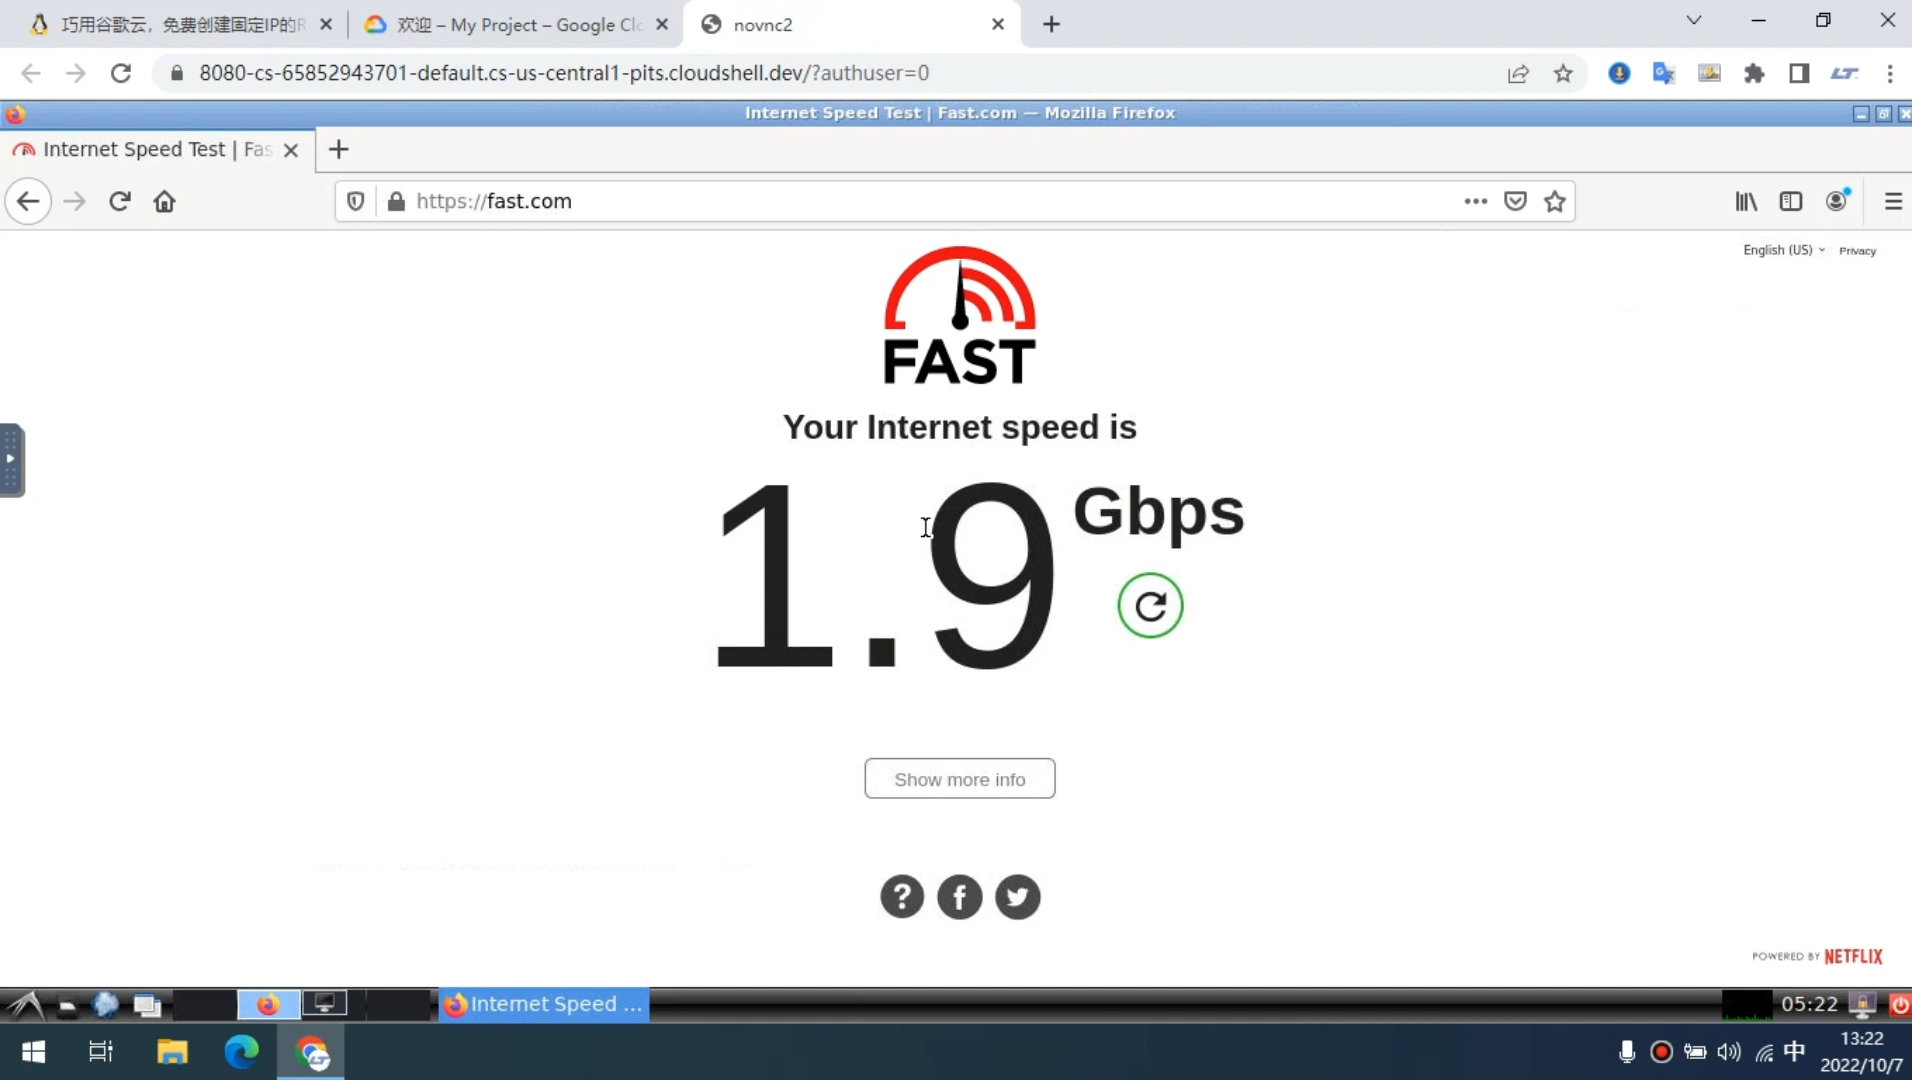 巧用谷歌云，免费创建固定IP的R
欢迎 – My Project – Google Clo
novnc2
8080-cs-65852943701-default.cs-us-central1-pits.cloudshell.dev/?authuser=0
Internet Speed Test | Fast.com — Mozilla Firefox
Internet Speed Test | Fas
https://fast.com
English (US)
Privacy
FAST
Your Internet speed is
1.9 Gbps
Show more info
POWERED BY NETFLIX
Internet Speed ...
05:22
中
13:22
2022/10/7